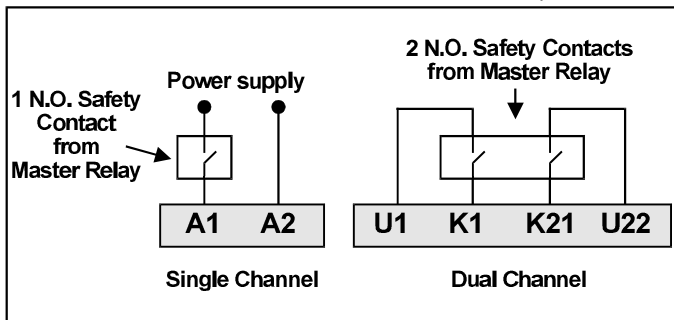 1 N.O. Safety
Contact
from
Master Relay
Power supply
A1 A2
Single Channel
2 N.O. Safety Contacts
from Master Relay
U1 K1 K21 U22
Dual Channel